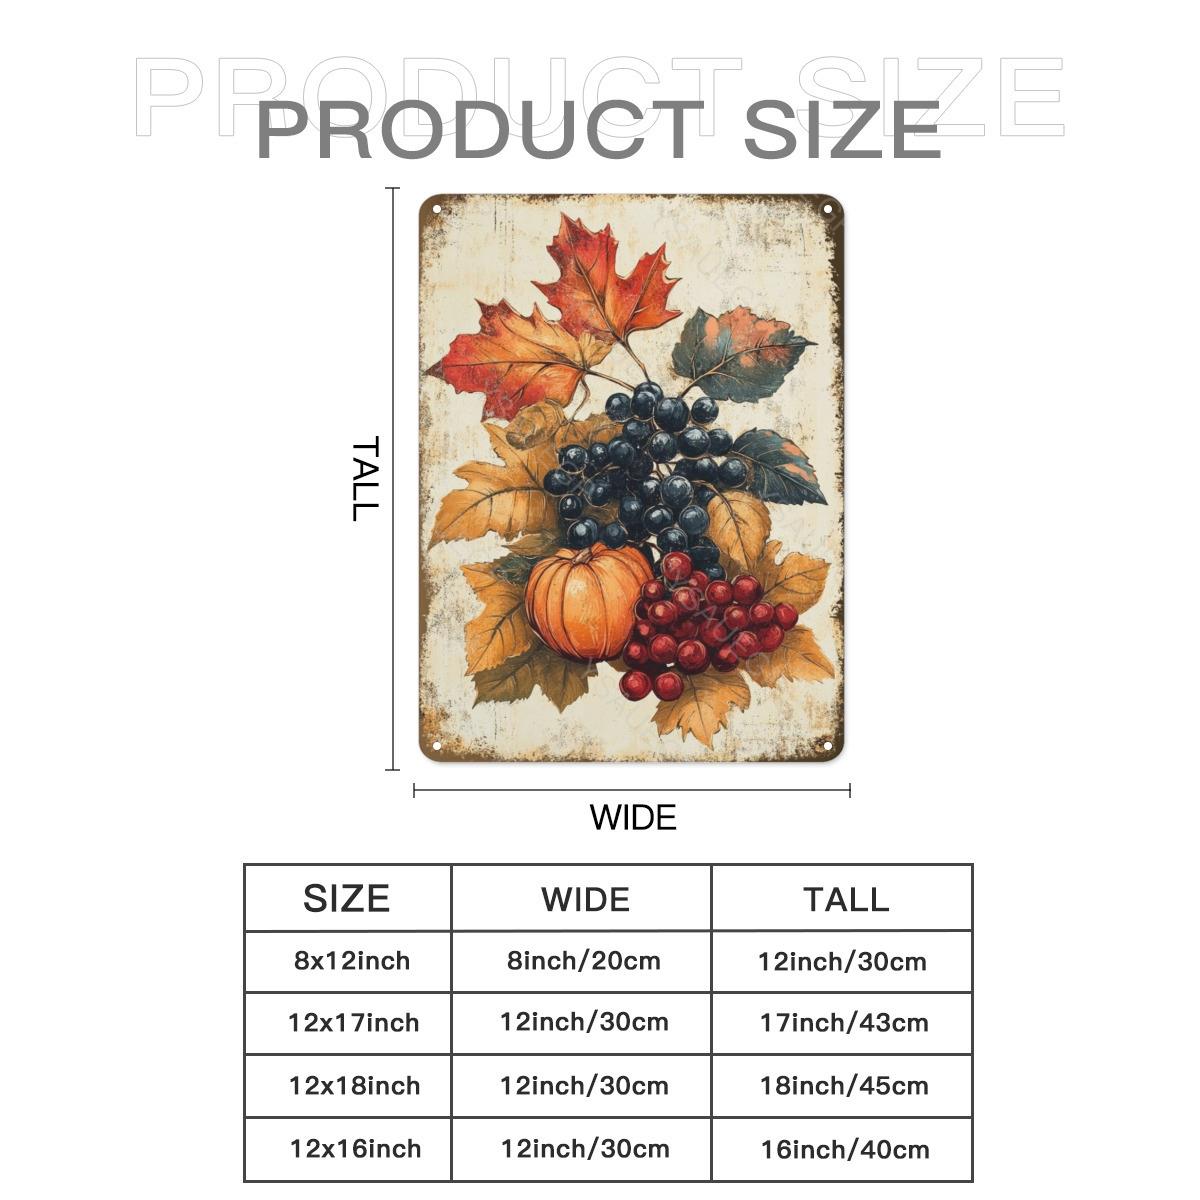 PRODUCT SIZE
PRODUCT SIZE
TALL
WIDE
SIZE WIDE TALL
8x12inch 8inch/20cm 12inch/30cm
12x17inch 12inch/30cm 17inch/43cm
12x18inch 12inch/30cm 18inch/45cm
12x16inch 12inch/30cm 16inch/40cm